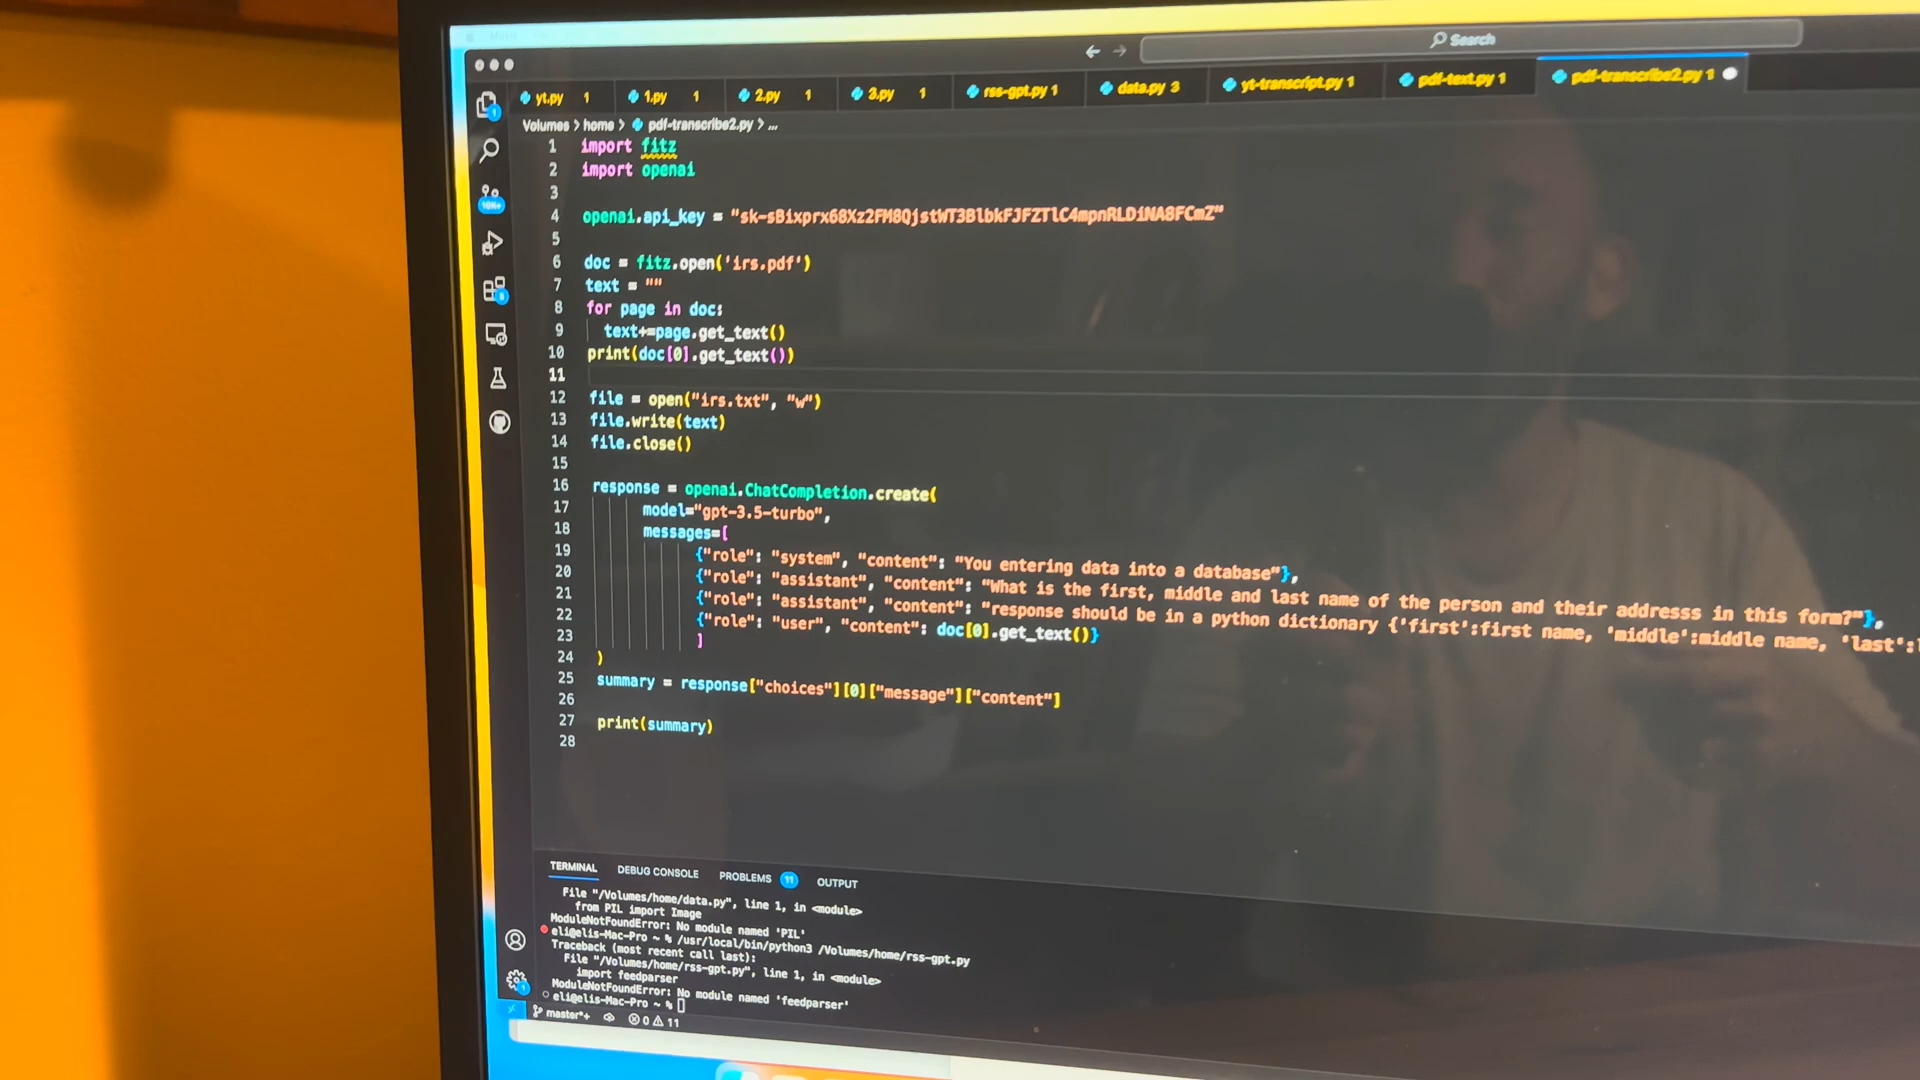 Search
yt.py 1
1.py 1
2.py 1
3.py 1
rss-gpt.py 1
data.py 3
yt-transcript.py 1
pdf-text.py 1
pdf-transcribe2.py 1
Volumes > home > pdf-transcribe2.py > ...
1 import fitz
2 import openai
3
4 openai.api_key = ""
5
6 doc = fitz.open('irs.pdf')
7 text = ""
8 for page in doc:
9 text+=page.get_text()
10 print(doc[0].get_text())
11
12 file = open("irs.txt", "w")
13 file.write(text)
14 file.close()
15
16 response = openai.ChatCompletion.create(
17 model="gpt-3.5-turbo",
18 messages=[
19 {"role": "system", "content": "You entering data into a database"},
20 {"role": "assistant", "content": "What is the first, middle and last name of the person and their addresss in this form?"},
21 {"role": "assistant", "content": "response should be in a python dictionary {'first':first name, 'middle':middle name, 'last':
22 {"role": "user", "content": doc[0].get_text()}
23 ]
24 )
25 summary = response["choices"][0]["message"]["content"]
26
27 print(summary)
28
10K+
TERMINAL DEBUG CONSOLE PROBLEMS 11 OUTPUT
File "/Volumes/home/data.py", line 1, in <module>
from PIL import Image
ModuleNotFoundError: No module named 'PIL'
eli@elis-Mac-Pro ~ % /usr/local/bin/python3 /Volumes/home/rss-gpt.py
Traceback (most recent call last):
File "/Volumes/home/rss-gpt.py", line 1, in <module>
import feedparser
ModuleNotFoundError: No module named 'feedparser'
eli@elis-Mac-Pro ~ %
master*+ 0 11